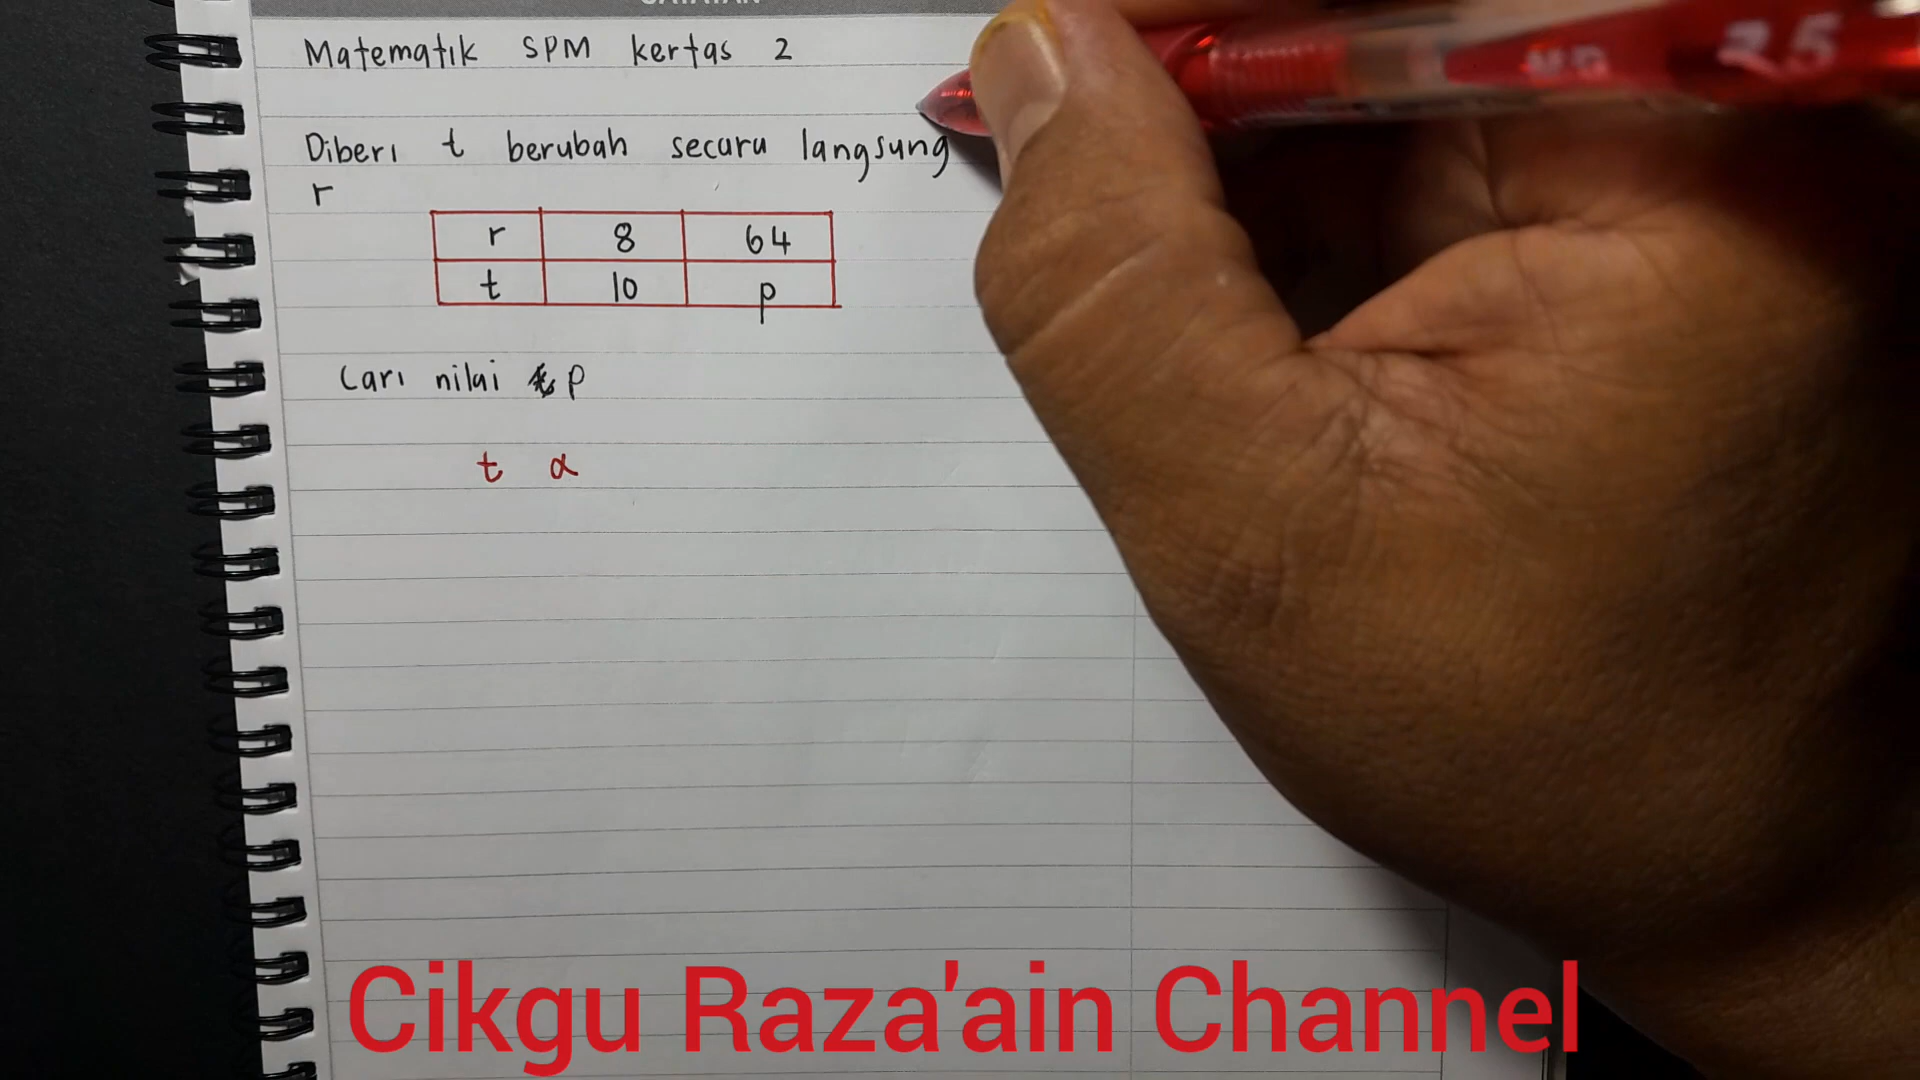 Matematik SPM kertas 2
Diberi t berubah secara langsung
r
r 8 64
t 10 p
Cari nilai p
t α
Cikgu Raza'ain Channel